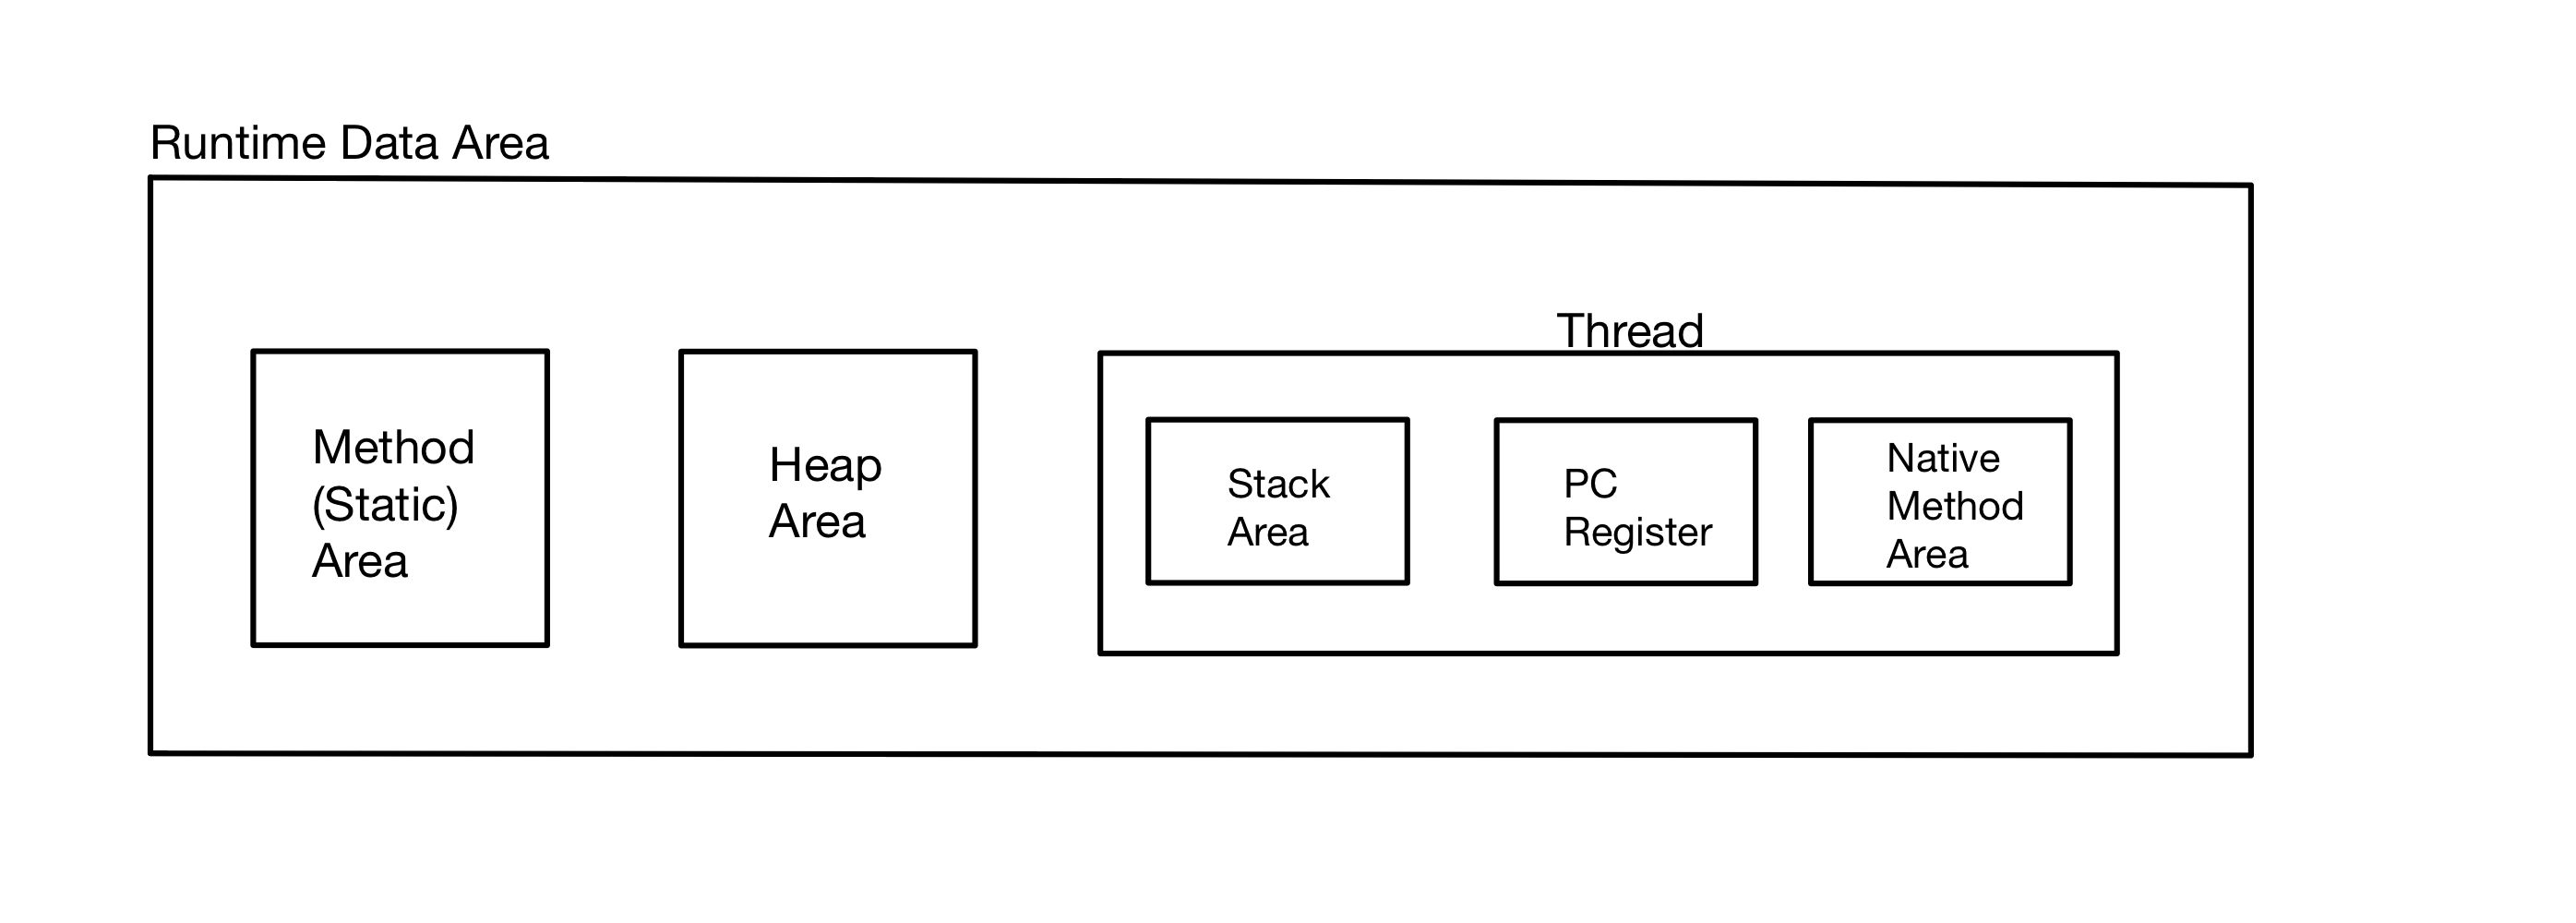 Runtime Data Area
Thread
Method
(Static)
Area
Heap
Area
Stack
Area
PC
Register
Native
Method
Area